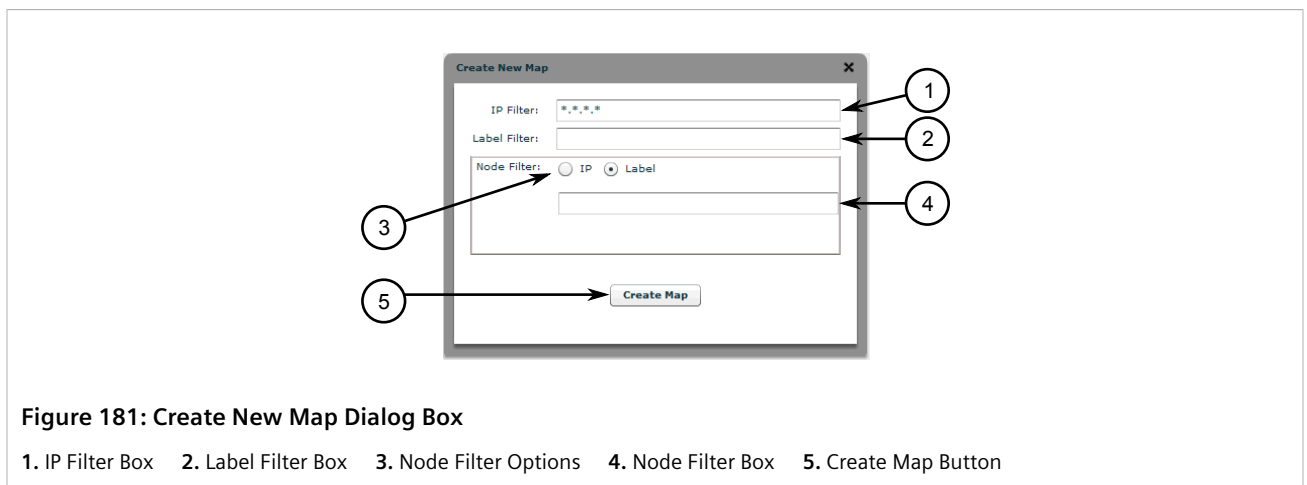 Create New Map
IP Filter: *.*.*.*
1
Label Filter:
2
Node Filter: IP Label
3
4
5
Create Map
Figure 181: Create New Map Dialog Box
1. IP Filter Box 2. Label Filter Box 3. Node Filter Options 4. Node Filter Box 5. Create Map Button